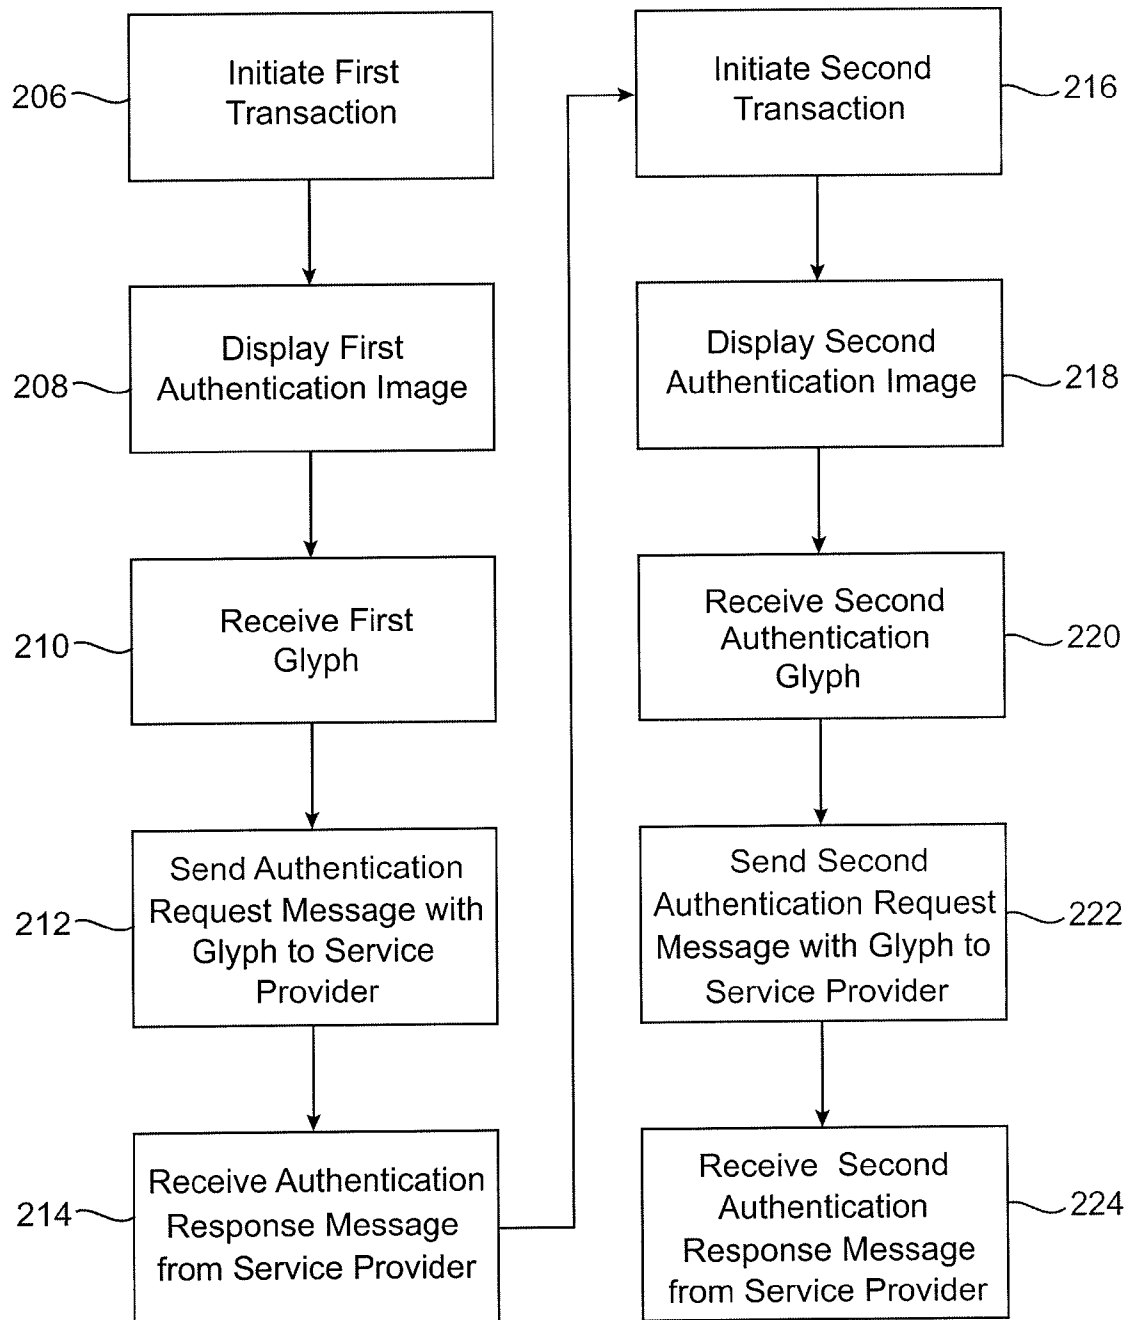 206
Initiate First
Transaction
208
Display First
Authentication Image
210
Receive First
Glyph
212
Send Authentication
Request Message with
Glyph to Service
Provider
214
Receive Authentication
Response Message
from Service Provider
Initiate Second
Transaction
216
Display Second
Authentication Image
218
Receive Second
Authentication
Glyph
220
Send Second
Authentication Request
Message with Glyph to
Service Provider
222
Receive Second
Authentication
Response Message
from Service Provider
224